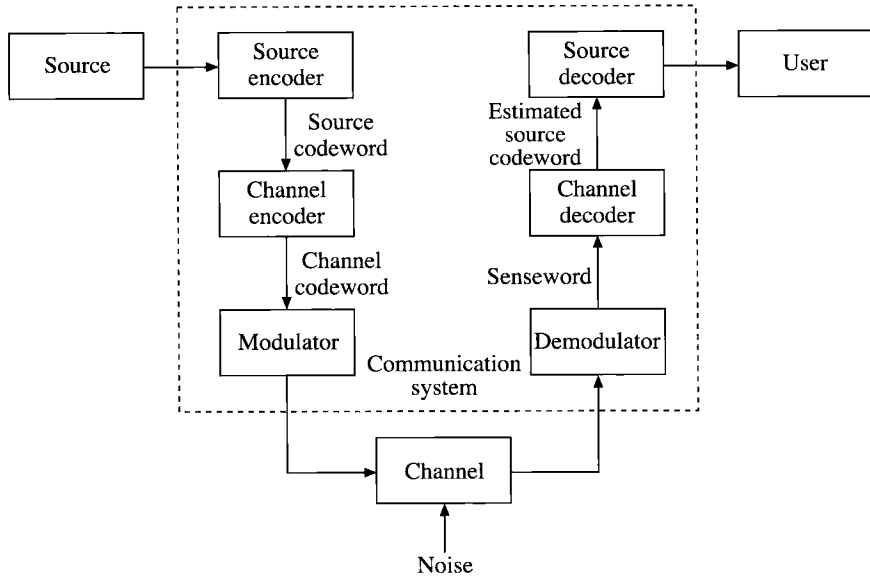 Source
Source
encoder
Source
codeword
Channel
encoder
Channel
codeword
Modulator
Source
decoder
User
Estimated
source
codeword
Channel
decoder
Senseword
Demodulator
Communication
system
Channel
Noise